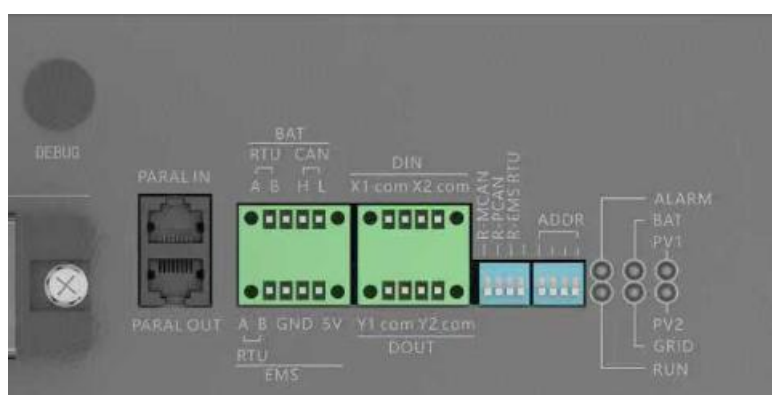 DEBUG
PARAL IN
PARAL OUT
BAT
RTU CAN
A B H L
A B GND 5V
RTU
EMS
DIN
X1 com X2 com
Y1 com Y2 com
DOUT
R-MCAN
R-PCAN
R-EMS RTU
ADDR
ALARM
BAT
PV1
PV2
GRID
RUN